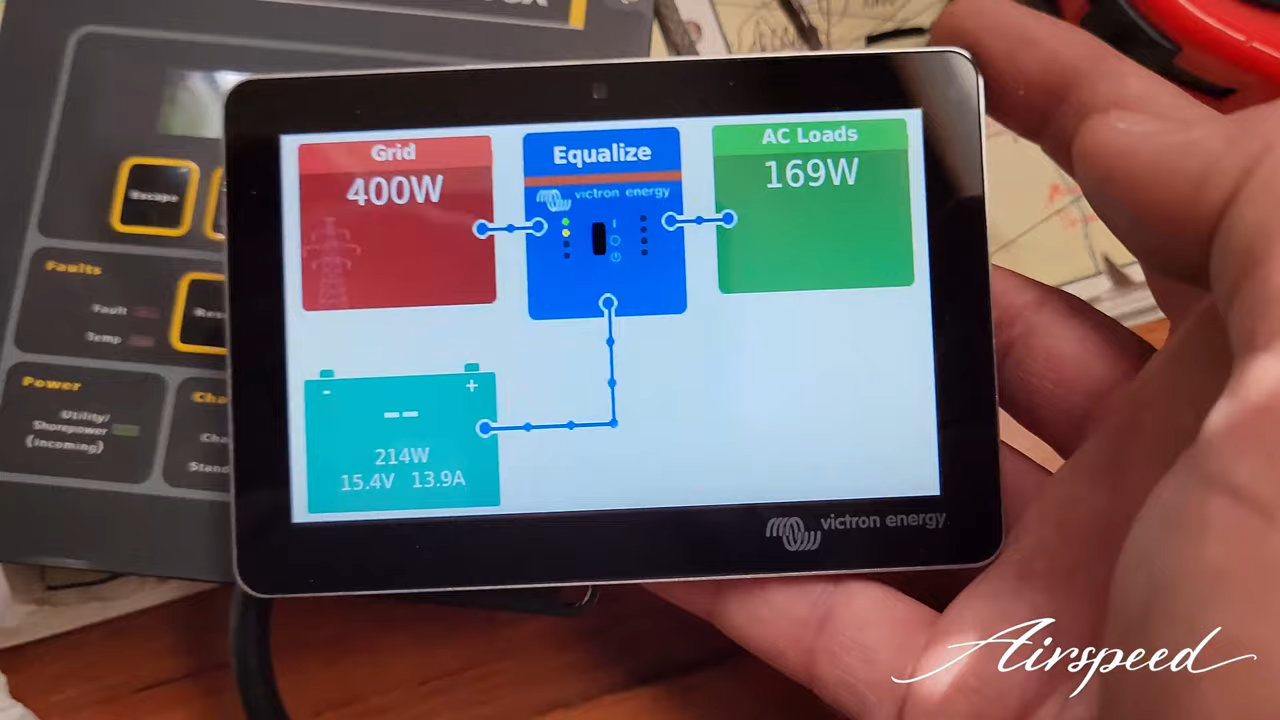 Grid
400W
Equalize
victron energy
AC Loads
169W
- +
--
214W
15.4V 13.9A
victron energy
Escape
Faults
Fault
Temp
Power
Utility/
Shorepower
(Incoming)
Airspeed